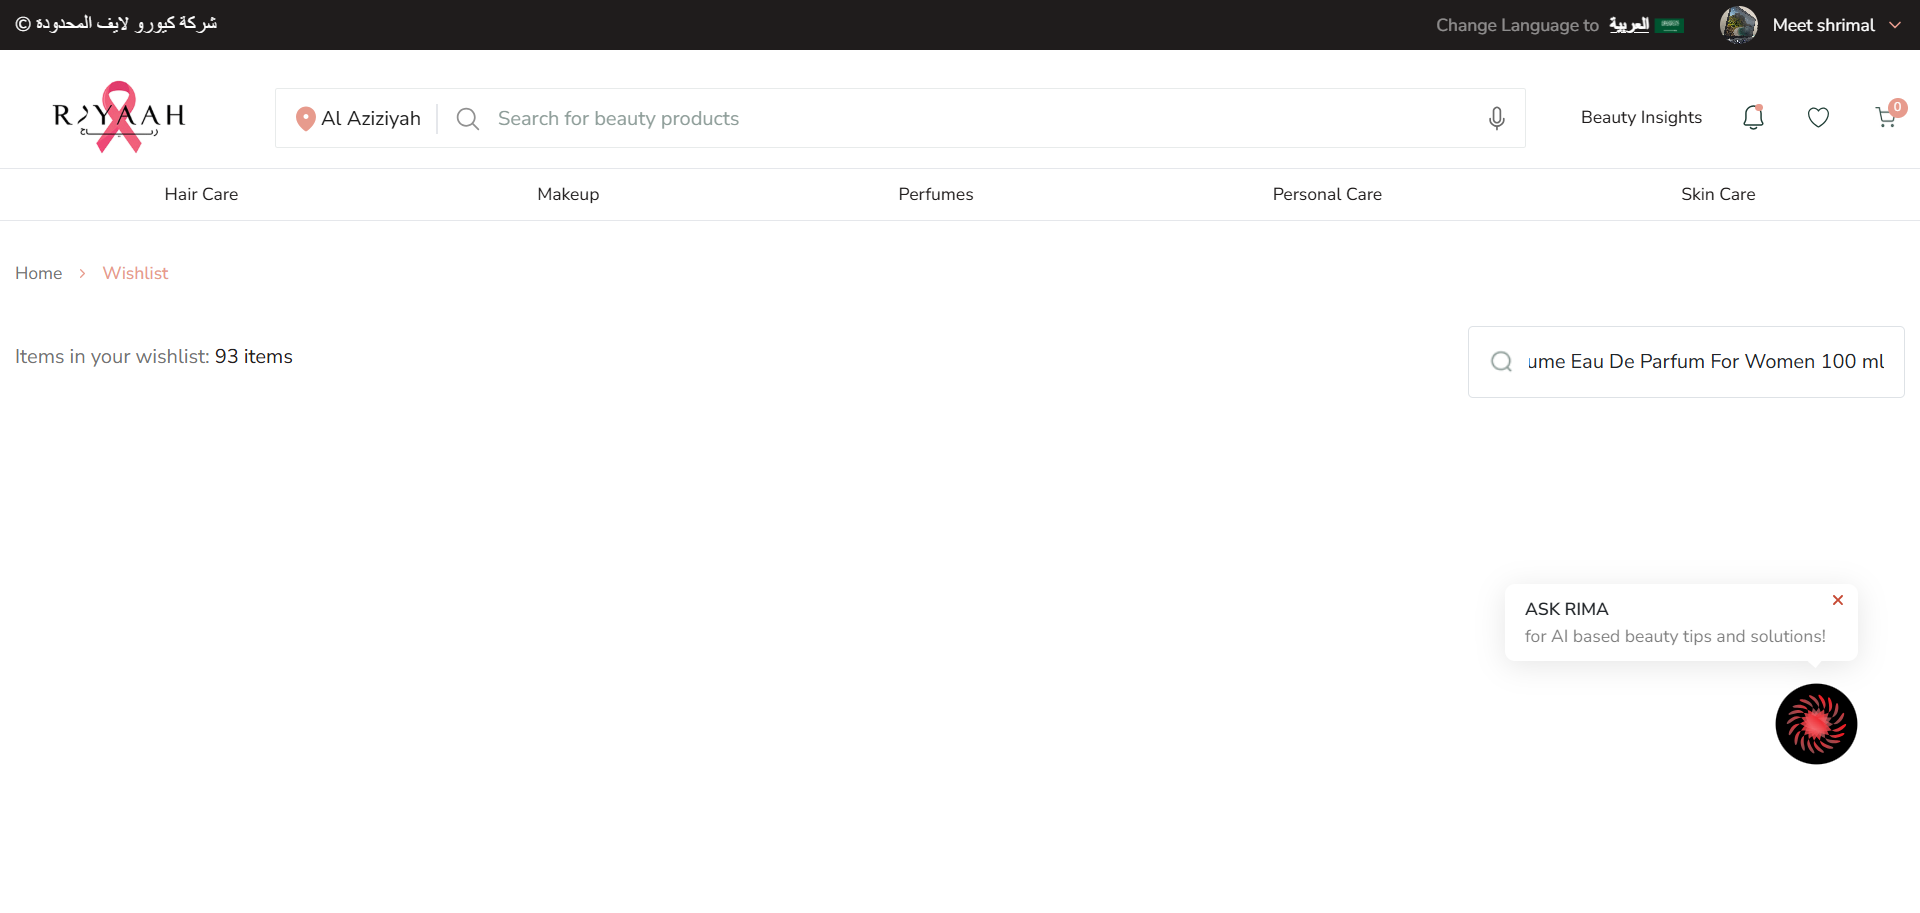 شركة كيورو لايف المحدودة ©
Change Language to العربية
Meet shrimal
RIYAAH
رياح
Al Aziziyah
Search for beauty products
Beauty Insights
0
Hair Care
Makeup
Perfumes
Personal Care
Skin Care
Home
Wishlist
Items in your wishlist: 93 items
ume Eau De Parfum For Women 100 ml
ASK RIMA
for AI based beauty tips and solutions!